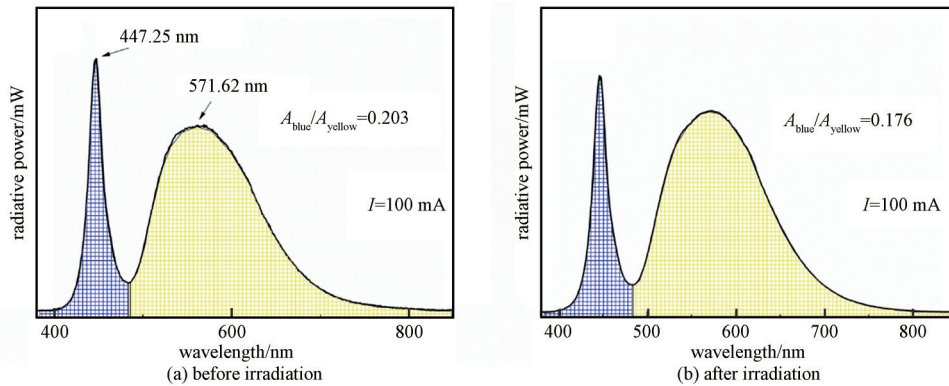 447.25 nm
571.62 nm
A_blue/A_yellow=0.203
I=100 mA
radiative power/mW
400 600 800
wavelength/nm
(a) before irradiation
A_blue/A_yellow=0.176
I=100 mA
radiative power/mW
400 500 600 700 800
wavelength/nm
(b) after irradiation